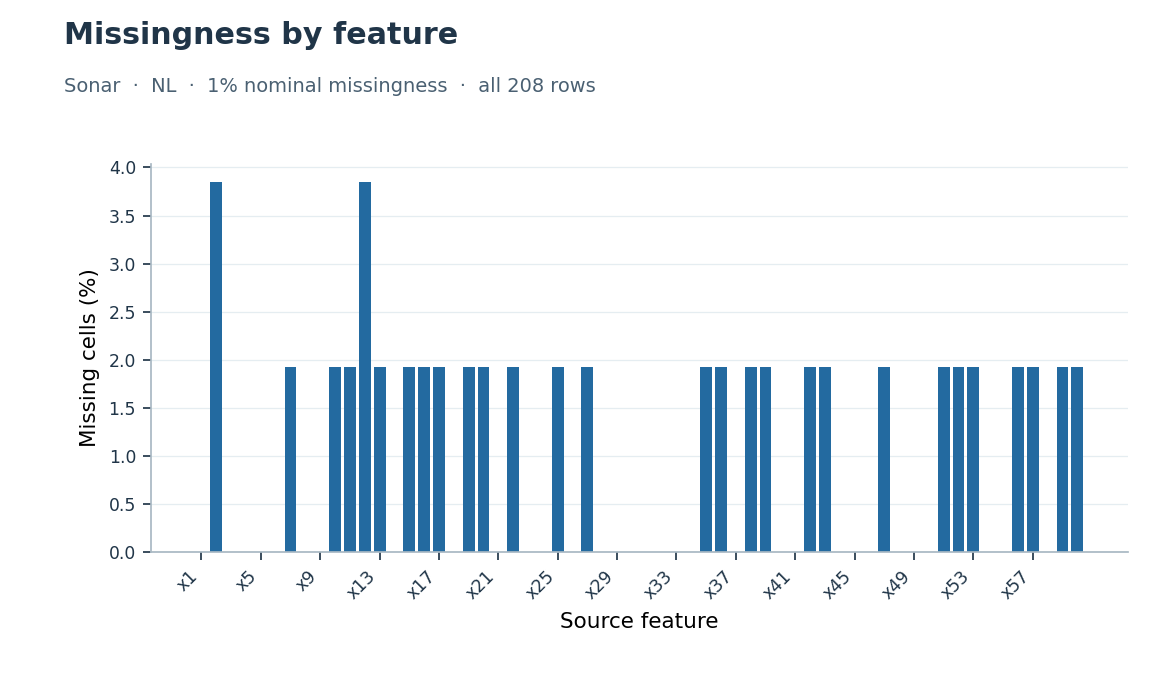 Missingness by feature
Sonar · NL · 1% nominal missingness · all 208 rows
4.0
3.5
3.0
2.5
2.0
1.5
1.0
0.5
0.0
Missing cells (%)
x1 x5 x9 x13 x17 x21 x25 x29 x33 x37 x41 x45 x49 x53 x57
Source feature